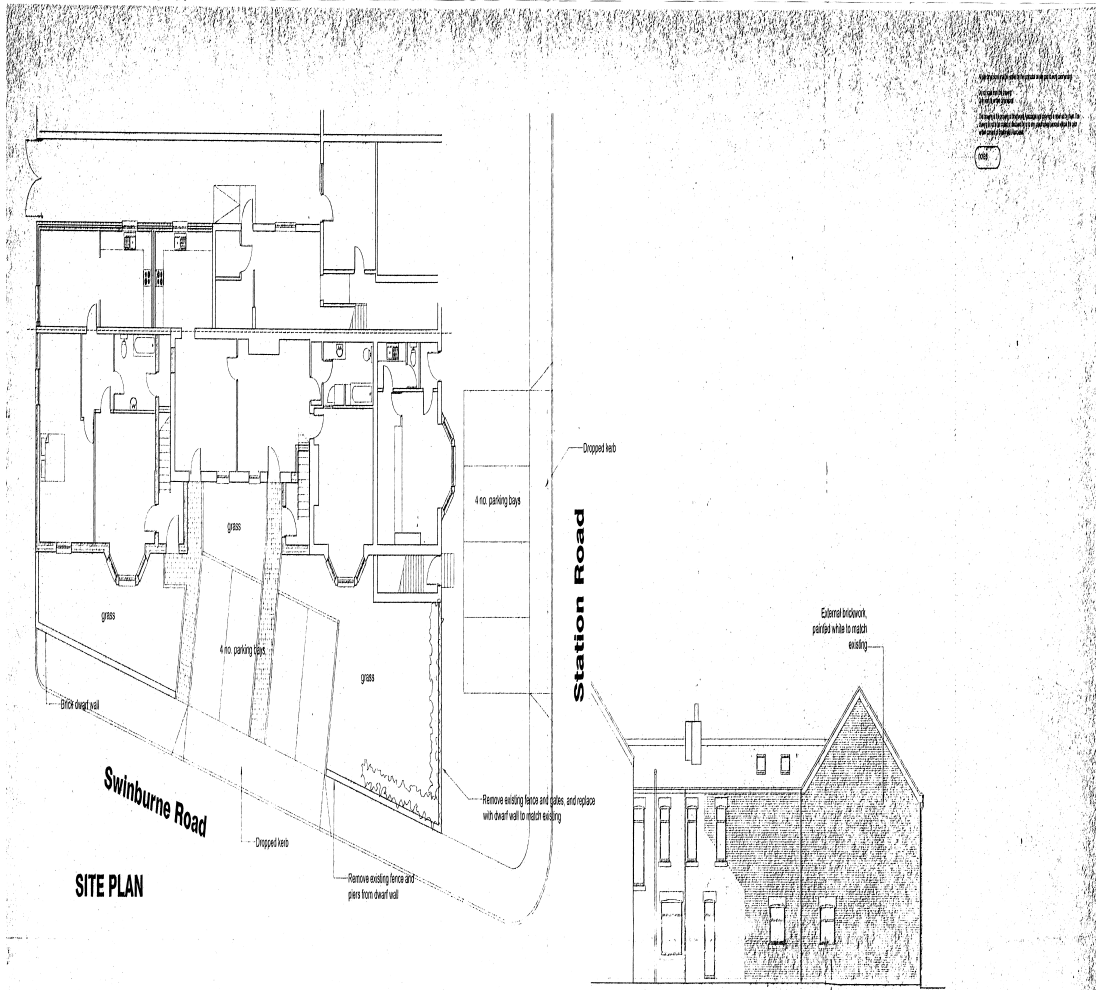 notes
Dropped kerb
4 no. parking bays
grass
Station Road
External brickwork,
painted white to match
existing
grass
4 no. parking bays
grass
Brick dwarf wall
Swinburne Road
Remove existing fence and gates, and replace
with dwarf wall to match existing
Dropped kerb
Remove existing fence and
piers from dwarf wall
SITE PLAN